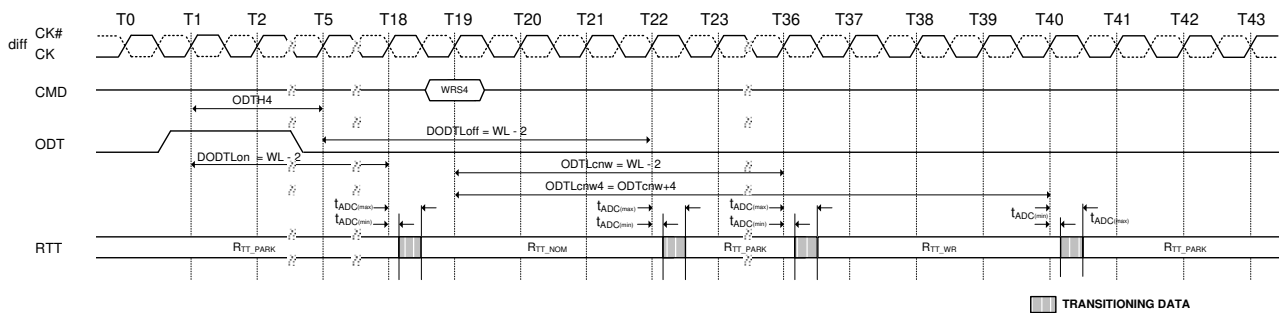 T0 T1 T2 T5 T18 T19 T20 T21 T22 T23 T36 T37 T38 T39 T40 T41 T42 T43
diff CK#
CK
CMD WRS4
ODTH4
ODT DODTLoff = WL - 2
DODTLon = WL - 2 ODTLcnw = WL - 2
ODTLcnw4 = ODTcnw+4
tADC(max) tADC(max) tADC(max)
tADC(min) tADC(min) tADC(min) tADC(min) tADC(max)
RTT RTT_PARK RTT_NOM RTT_PARK RTT_WR RTT_PARK
TRANSITIONING DATA